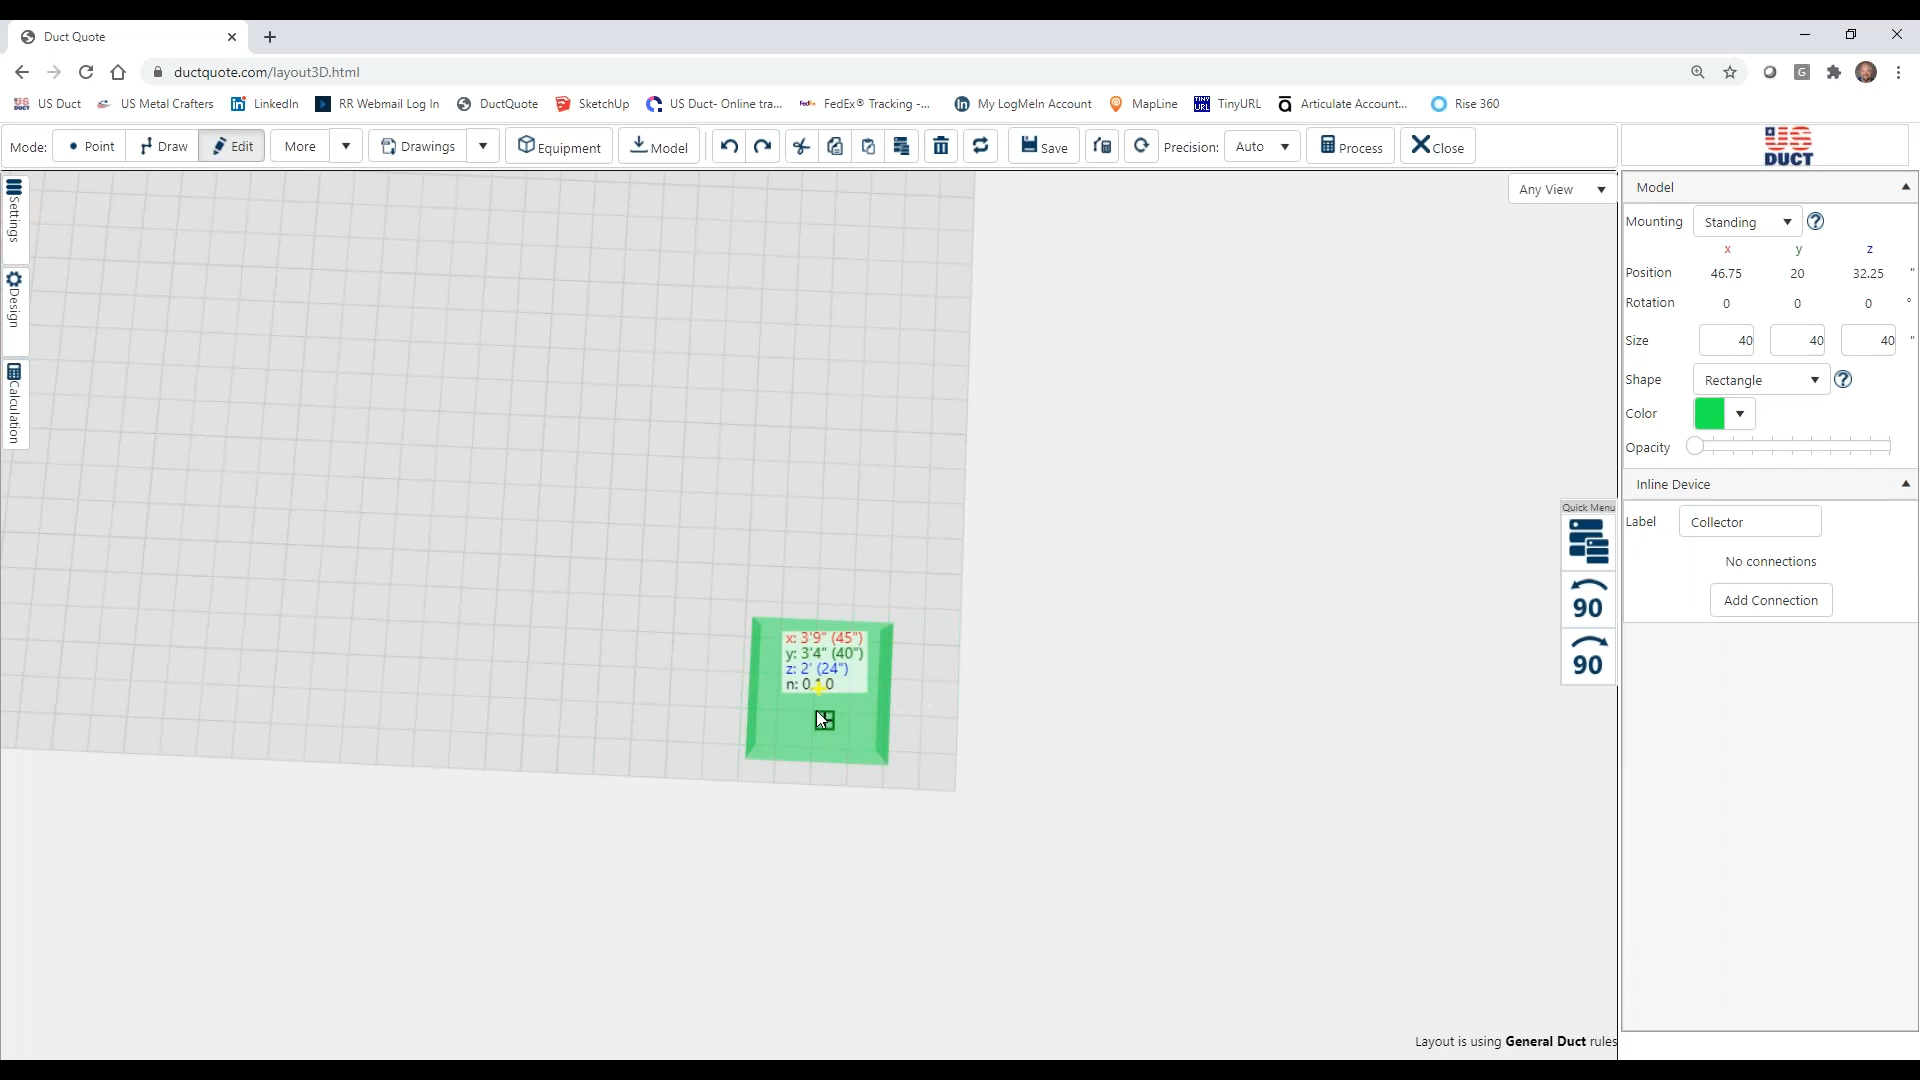 Duct Quote
ductquote.com/layout3D.html
US Duct US Metal Crafters LinkedIn RR Webmail Log In DuctQuote SketchUp US Duct- Online tra... FedEx® Tracking -... My LogMeIn Account MapLine TinyURL Articulate Account... Rise 360
Mode: Point Draw Edit More Drawings Equipment Model Save Precision: Auto Process Close
US DUCT
Settings
Design
Calculation
Any View
x: 3'9" (45")
y: 3'4" (40")
z: 2' (24")
n: 0,1,0
Quick Menu
90
90
Layout is using General Duct rules
Model
Mounting Standing
x y z
Position 46.75 20 32.25 "
Rotation 0 0 0 °
Size 40 40 40 "
Shape Rectangle
Color
Opacity
Inline Device
Label Collector
No connections
Add Connection